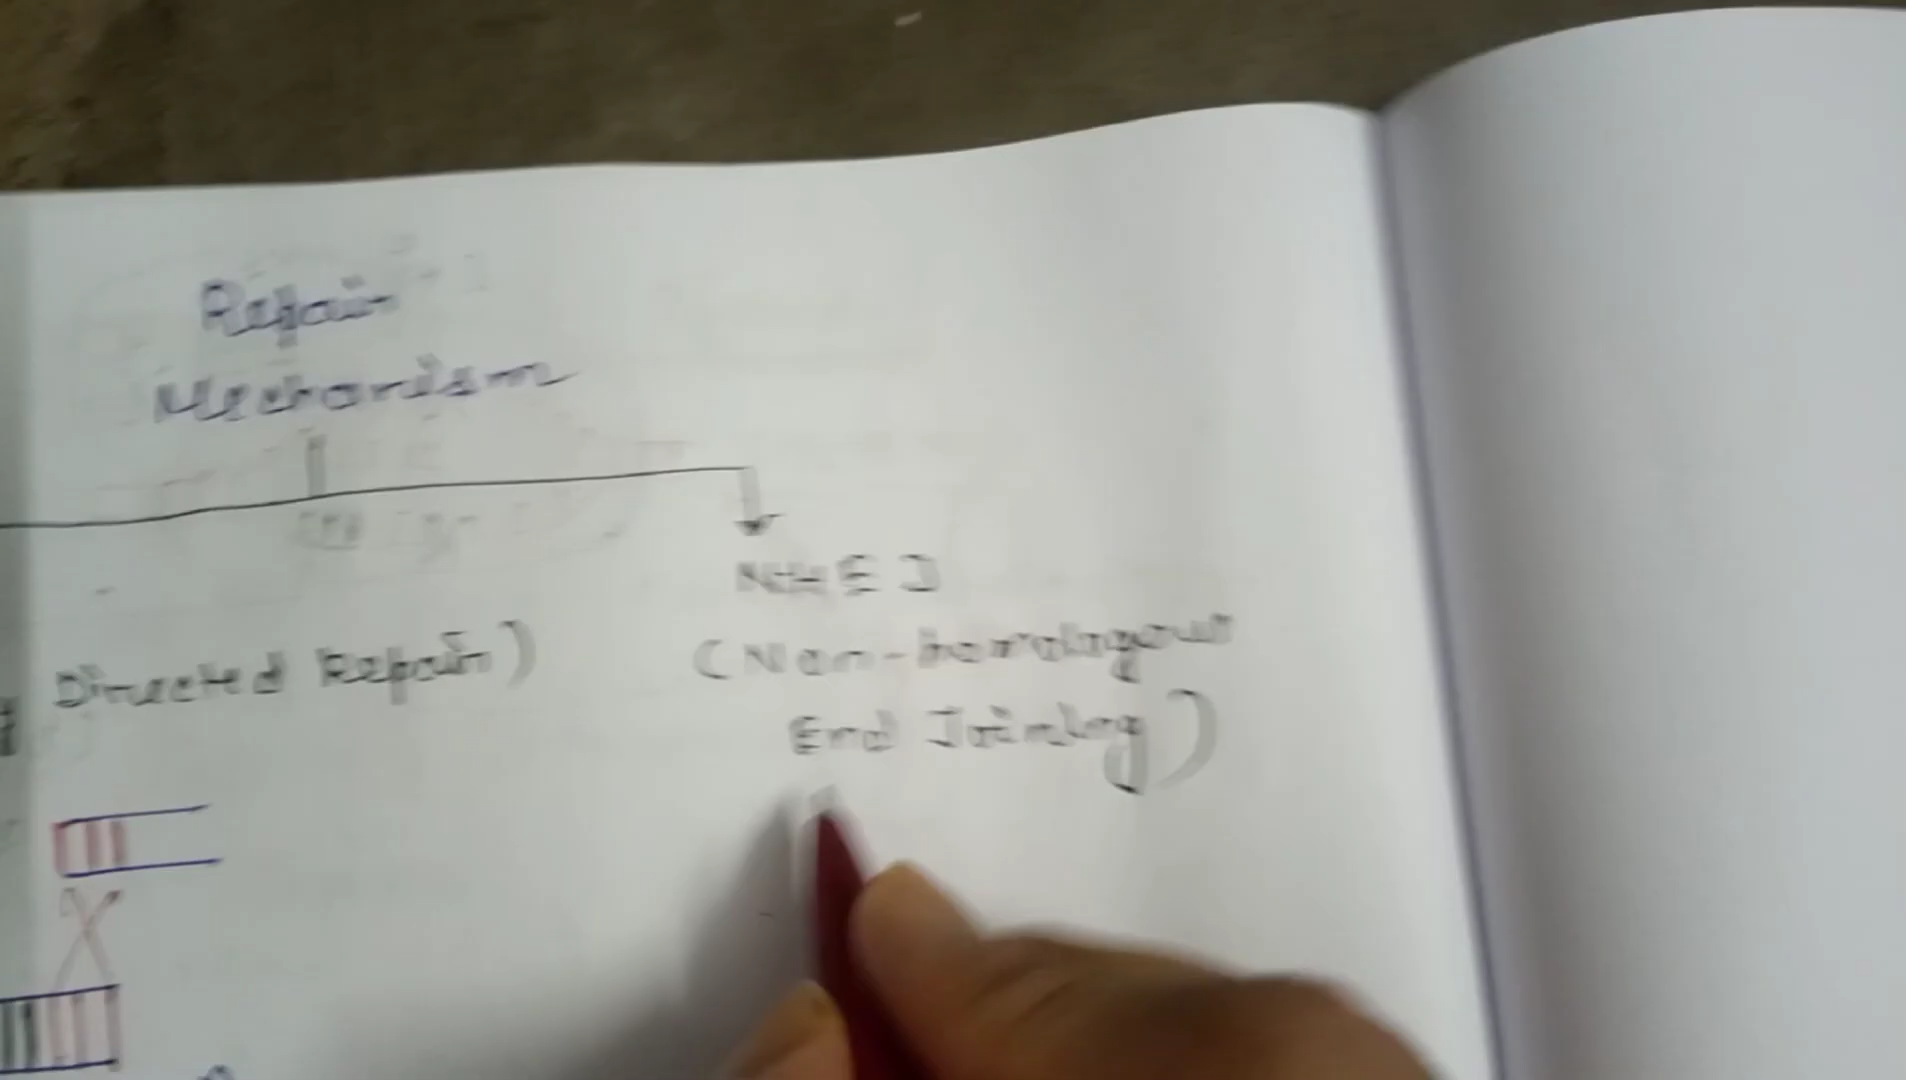 Repair
Mechanism
NHEJ
(Non-homologous
End Joining)
Directed Repair)